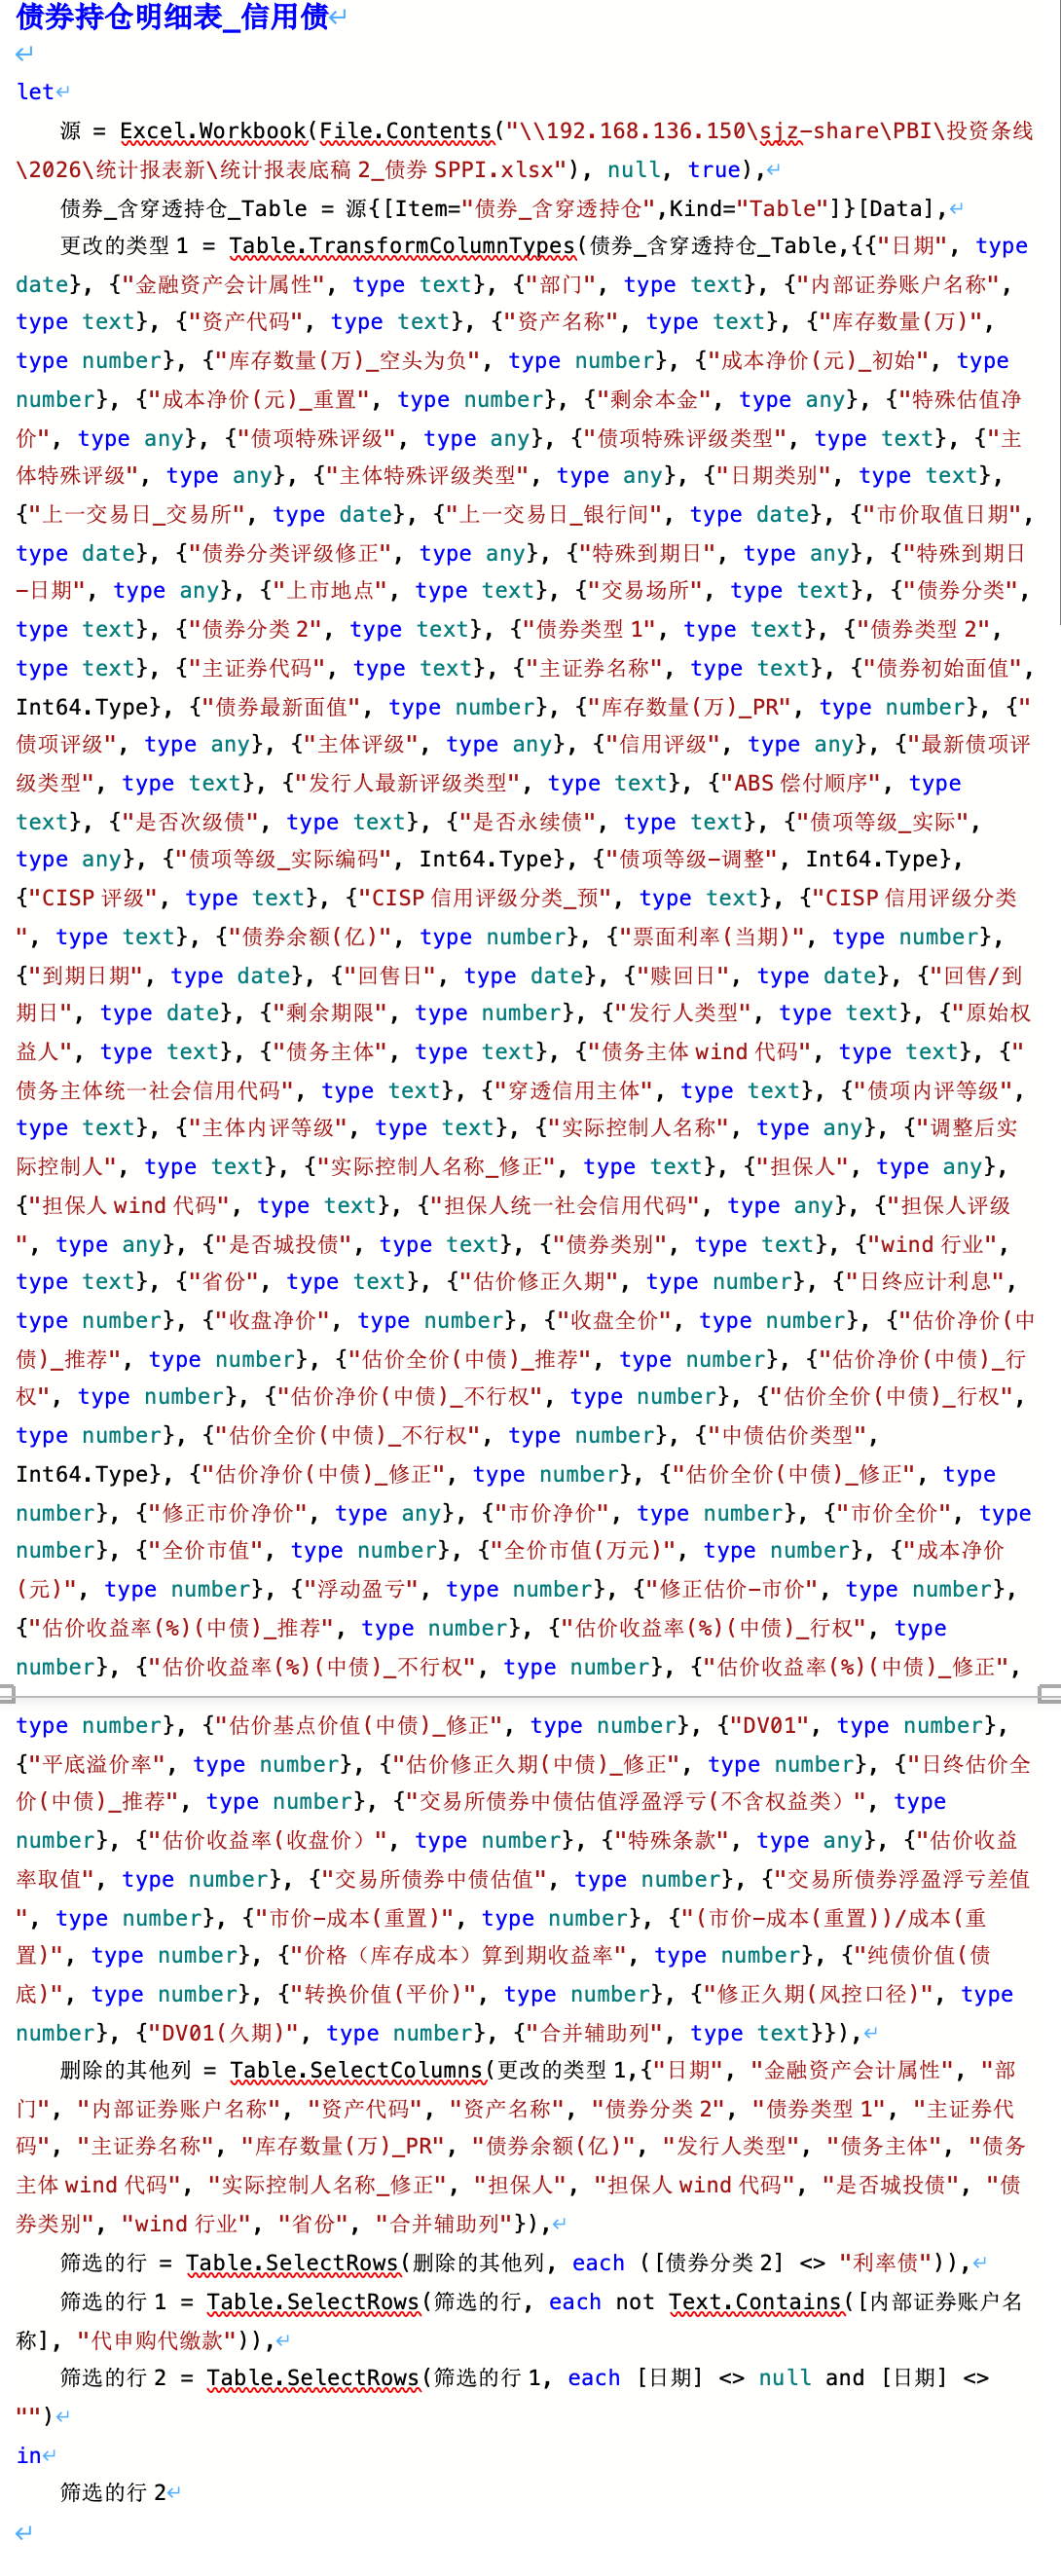 债券持仓明细表_信用债
let
源 = Excel.Workbook(File.Contents("\\192.168.136.150\sjz-share\PBI\投资条线
\2026\统计报表新\统计报表底稿2_债券SPPI.xlsx"), null, true),
债券_含穿透持仓_Table = 源{[Item="债券_含穿透持仓",Kind="Table"]}[Data],
更改的类型1 = Table.TransformColumnTypes(债券_含穿透持仓_Table,{{"日期", type
date}, {"金融资产会计属性", type text}, {"部门", type text}, {"内部证券账户名称",
type text}, {"资产代码", type text}, {"资产名称", type text}, {"库存数量(万)",
type number}, {"库存数量(万)_空头为负", type number}, {"成本净价(元)_初始", type
number}, {"成本净价(元)_重置", type number}, {"剩余本金", type any}, {"特殊估值净
价", type any}, {"债项特殊评级", type any}, {"债项特殊评级类型", type text}, {"主
体特殊评级", type any}, {"主体特殊评级类型", type any}, {"日期类别", type text},
{"上一交易日_交易所", type date}, {"上一交易日_银行间", type date}, {"市价取值日期",
type date}, {"债券分类评级修正", type any}, {"特殊到期日", type any}, {"特殊到期日
-日期", type any}, {"上市地点", type text}, {"交易场所", type text}, {"债券分类",
type text}, {"债券分类2", type text}, {"债券类型1", type text}, {"债券类型2",
type text}, {"主证券代码", type text}, {"主证券名称", type text}, {"债券初始面值",
Int64.Type}, {"债券最新面值", type number}, {"库存数量(万)_PR", type number}, {"
债项评级", type any}, {"主体评级", type any}, {"信用评级", type any}, {"最新债项评
级类型", type text}, {"发行人最新评级类型", type text}, {"ABS偿付顺序", type
text}, {"是否次级债", type text}, {"是否永续债", type text}, {"债项等级_实际",
type any}, {"债项等级_实际编码", Int64.Type}, {"债项等级-调整", Int64.Type},
{"CISP评级", type text}, {"CISP信用评级分类_预", type text}, {"CISP信用评级分类
", type text}, {"债券余额(亿)", type number}, {"票面利率(当期)", type number},
{"到期日期", type date}, {"回售日", type date}, {"赎回日", type date}, {"回售/到
期日", type date}, {"剩余期限", type number}, {"发行人类型", type text}, {"原始权
益人", type text}, {"债务主体", type text}, {"债务主体wind代码", type text}, {"
债务主体统一社会信用代码", type text}, {"穿透信用主体", type text}, {"债项内评等级",
type text}, {"主体内评等级", type text}, {"实际控制人名称", type any}, {"调整后实
际控制人", type text}, {"实际控制人名称_修正", type text}, {"担保人", type any},
{"担保人wind代码", type text}, {"担保人统一社会信用代码", type any}, {"担保人评级
", type any}, {"是否城投债", type text}, {"债券类别", type text}, {"wind行业",
type text}, {"省份", type text}, {"估价修正久期", type number}, {"日终应计利息",
type number}, {"收盘净价", type number}, {"收盘全价", type number}, {"估价净价(中
债)_推荐", type number}, {"估价全价(中债)_推荐", type number}, {"估价净价(中债)_行
权", type number}, {"估价净价(中债)_不行权", type number}, {"估价全价(中债)_行权",
type number}, {"估价全价(中债)_不行权", type number}, {"中债估价类型",
Int64.Type}, {"估价净价(中债)_修正", type number}, {"估价全价(中债)_修正", type
number}, {"修正市价净价", type any}, {"市价净价", type number}, {"市价全价", type
number}, {"全价市值", type number}, {"全价市值(万元)", type number}, {"成本净价
(元)", type number}, {"浮动盈亏", type number}, {"修正估价-市价", type number},
{"估价收益率(%)(中债)_推荐", type number}, {"估价收益率(%)(中债)_行权", type
number}, {"估价收益率(%)(中债)_不行权", type number}, {"估价收益率(%)(中债)_修正",
type number}, {"估价基点价值(中债)_修正", type number}, {"DV01", type number},
{"平底溢价率", type number}, {"估价修正久期(中债)_修正", type number}, {"日终估价全
价(中债)_推荐", type number}, {"交易所债券中债估值浮盈浮亏(不含权益类）", type
number}, {"估价收益率(收盘价）", type number}, {"特殊条款", type any}, {"估价收益
率取值", type number}, {"交易所债券中债估值", type number}, {"交易所债券浮盈浮亏差值
", type number}, {"市价-成本(重置)", type number}, {"(市价-成本(重置))/成本(重
置)", type number}, {"价格（库存成本）算到期收益率", type number}, {"纯债价值(债
底)", type number}, {"转换价值(平价)", type number}, {"修正久期(风控口径)", type
number}, {"DV01(久期)", type number}, {"合并辅助列", type text}}),
删除的其他列 = Table.SelectColumns(更改的类型1,{"日期", "金融资产会计属性", "部
门", "内部证券账户名称", "资产代码", "资产名称", "债券分类2", "债券类型1", "主证券代
码", "主证券名称", "库存数量(万)_PR", "债券余额(亿)", "发行人类型", "债务主体", "债务
主体wind代码", "实际控制人名称_修正", "担保人", "担保人wind代码", "是否城投债", "债
券类别", "wind行业", "省份", "合并辅助列"}),
筛选的行 = Table.SelectRows(删除的其他列, each ([债券分类2] <> "利率债")),
筛选的行1 = Table.SelectRows(筛选的行, each not Text.Contains([内部证券账户名
称], "代申购代缴款")),
筛选的行2 = Table.SelectRows(筛选的行1, each [日期] <> null and [日期] <>
"")
in
筛选的行2